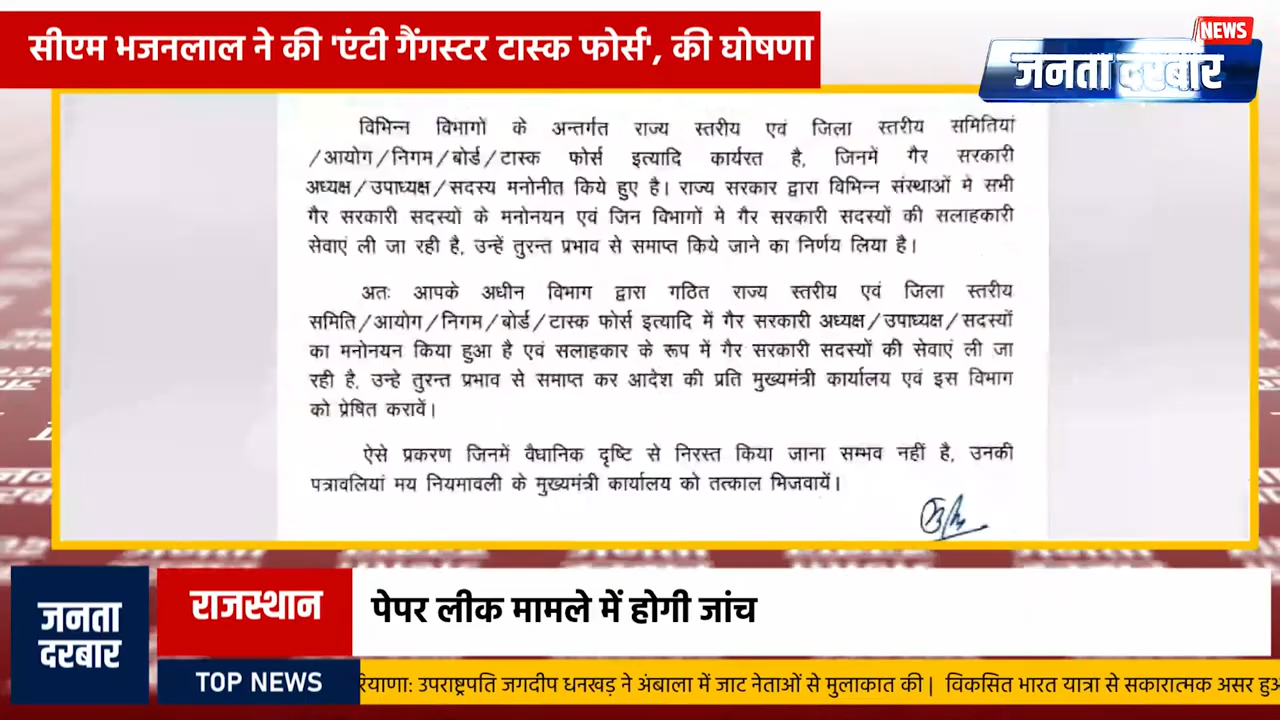 सीएम भजनलाल ने की 'एंटी गैंगस्टर टास्क फोर्स', की घोषणा
NEWS
जनता दरबार
विभिन्न विभागों के अन्तर्गत राज्य स्तरीय एवं जिला स्तरीय समितियां
/आयोग/निगम/बोर्ड/टास्क फोर्स इत्यादि कार्यरत है, जिनमें गैर सरकारी
अध्यक्ष/उपाध्यक्ष/सदस्य मनोनीत किये हुए है। राज्य सरकार द्वारा विभिन्न संस्थाओं मे सभी
गैर सरकारी सदस्यों के मनोनयन एवं जिन विभागों मे गैर सरकारी सदस्यों की सलाहकारी
सेवाएं ली जा रही है, उन्हें तुरन्त प्रभाव से समाप्त किये जाने का निर्णय लिया है।
अतः आपके अधीन विभाग द्वारा गठित राज्य स्तरीय एवं जिला स्तरीय
समिति/आयोग/निगम/बोर्ड/टास्क फोर्स इत्यादि में गैर सरकारी अध्यक्ष/उपाध्यक्ष/सदस्यों
का मनोनयन किया हुआ है एवं सलाहकार के रूप में गैर सरकारी सदस्यों की सेवाएं ली जा
रही है, उन्हे तुरन्त प्रभाव से समाप्त कर आदेश की प्रति मुख्यमंत्री कार्यालय एवं इस विभाग
को प्रेषित करावें।
ऐसे प्रकरण जिनमें वैधानिक दृष्टि से निरस्त किया जाना सम्भव नहीं है, उनकी
पत्रावलियां मय नियमावली के मुख्यमंत्री कार्यालय को तत्काल भिजवायें।
जनता
दरबार
राजस्थान
पेपर लीक मामले में होगी जांच
TOP NEWS
रियाणा: उपराष्ट्रपति जगदीप धनखड़ ने अंबाला में जाट नेताओं से मुलाकात की | विकसित भारत यात्रा से सकारात्मक असर